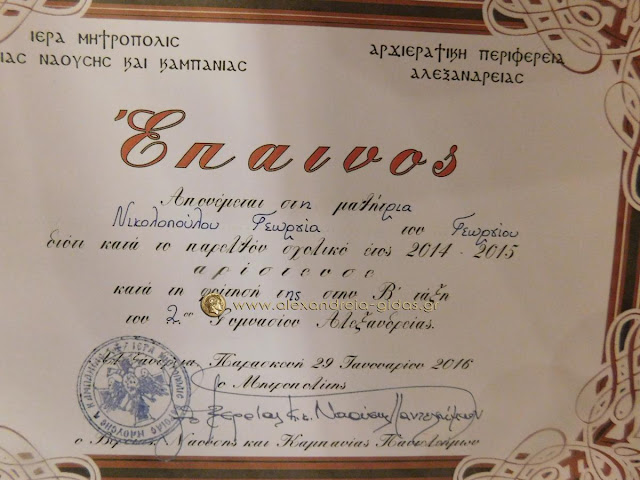 ΙΕΡΑ ΜΗΤΡΟΠΟΛΙΣ
ΙΑΣ ΝΑΟΥΣΗΣ ΚΑΙ ΚΑΜΠΑΝΙΑΣ
ΑΡΧΙΕΡΑΤΙΚΗ ΠΕΡΙΦΕΡΕΙΑ
ΑΛΕΞΑΝΔΡΕΙΑΣ
Έπαινος
Απονέμεται στη μαθήτρια
Νικολοπούλου Γεωργία του Γεωργίου
διότι κατά το παρελθόν σχολικό έτος 2014 - 2015
αρίστευσε
κατά τη φοίτησή της στην Β΄ τάξη
www.alexandreia-gidas.gr
του 2ου Γυμνασίου Αλεξανδρείας.
Αλεξάνδρεια, Παρασκευή 29 Ιανουαρίου 2016
ο Μητροπολίτης
ο Βεροίας, Ναούσης και Καμπανίας Παντελεήμων